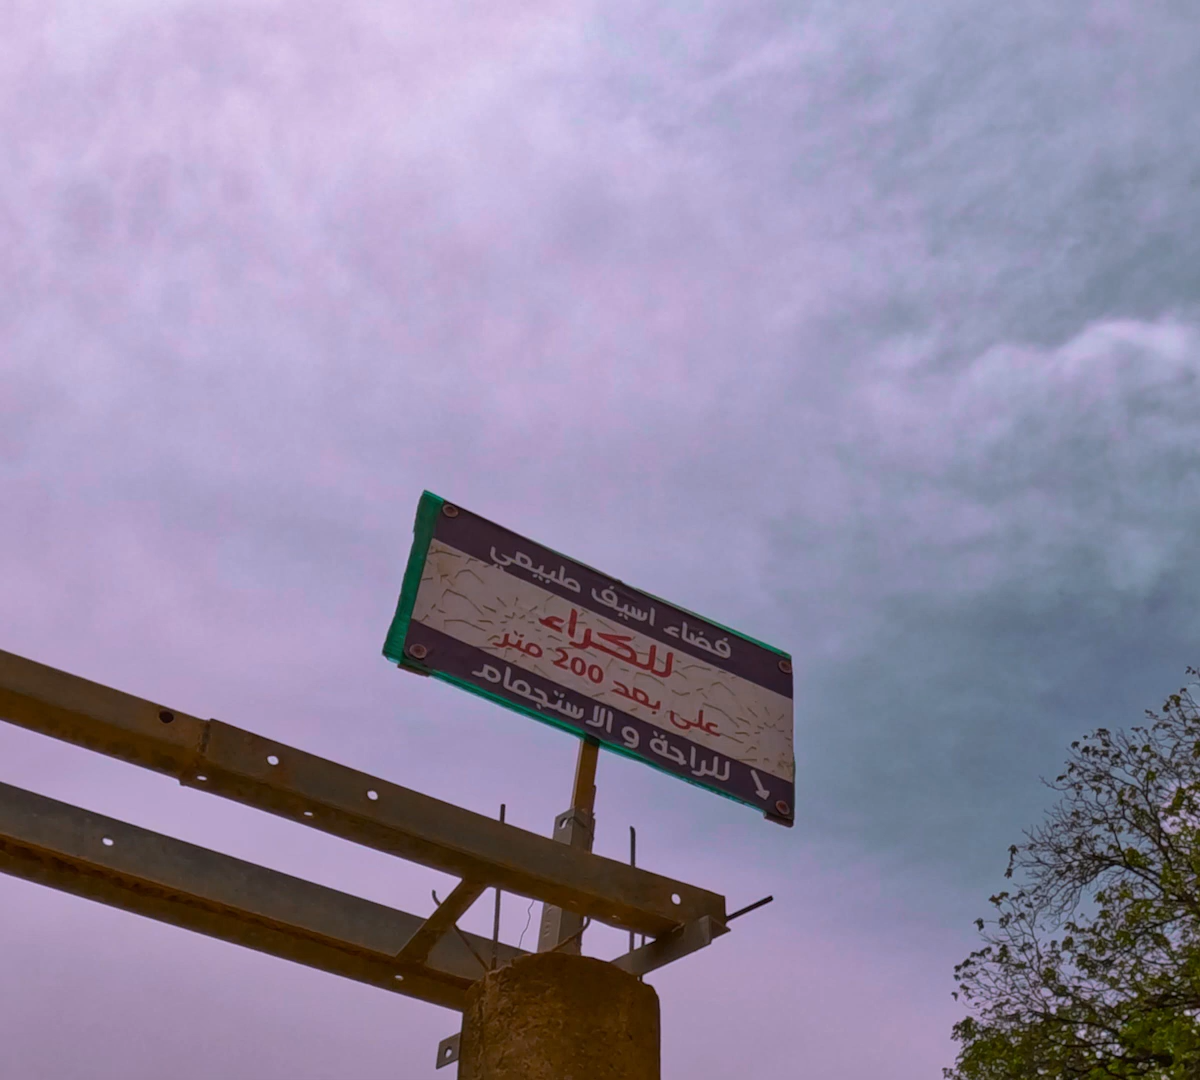 فضاء اسيف طبيعي
للكراء
على بعد 200 متر
للراحة و الاستجمام